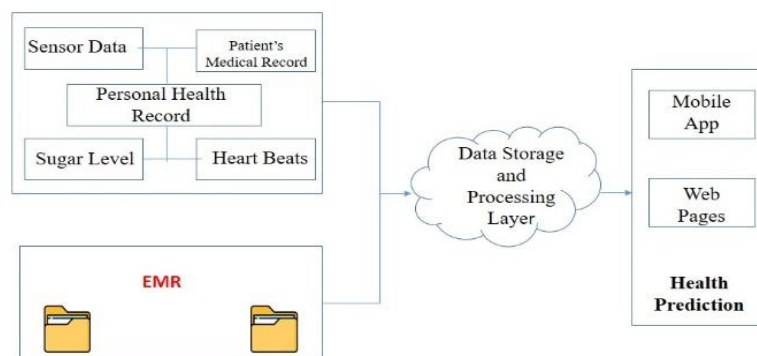 Sensor Data
Patient's
Medical Record
Personal Health
Record
Sugar Level
Heart Beats
EMR
Data Storage
and
Processing
Layer
Mobile
App
Web
Pages
Health
Prediction